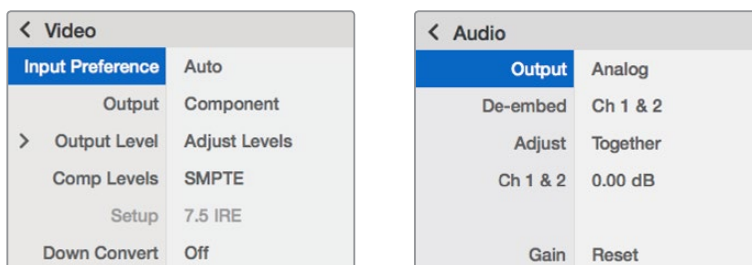 Video
Input Preference Auto
Output Component
Output Level Adjust Levels
Comp Levels SMPTE
Setup 7.5 IRE
Down Convert Off
Audio
Output Analog
De-embed Ch 1 & 2
Adjust Together
Ch 1 & 2 0.00 dB
Gain Reset